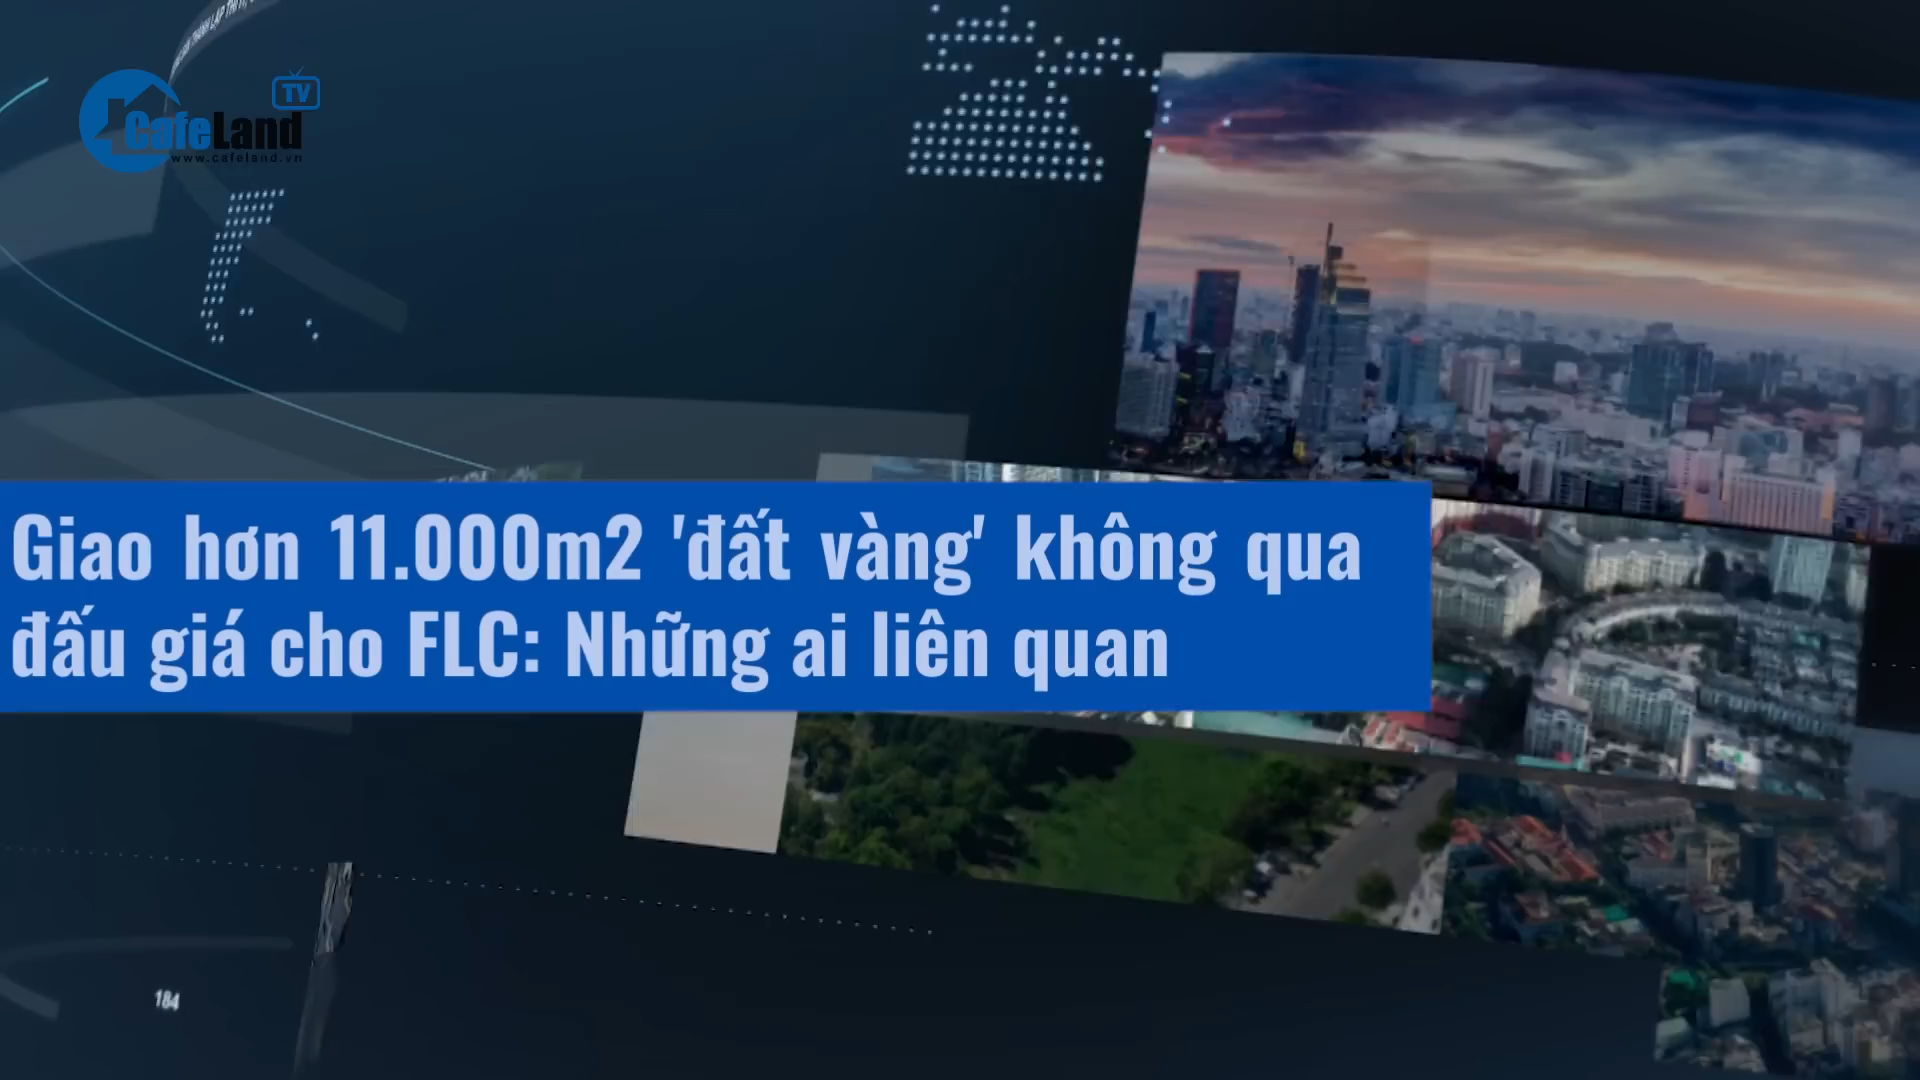 TV
CafeLand
www.cafeland.vn
Giao hơn 11.000m2 'đất vàng' không qua
đấu giá cho FLC: Những ai liên quan
184